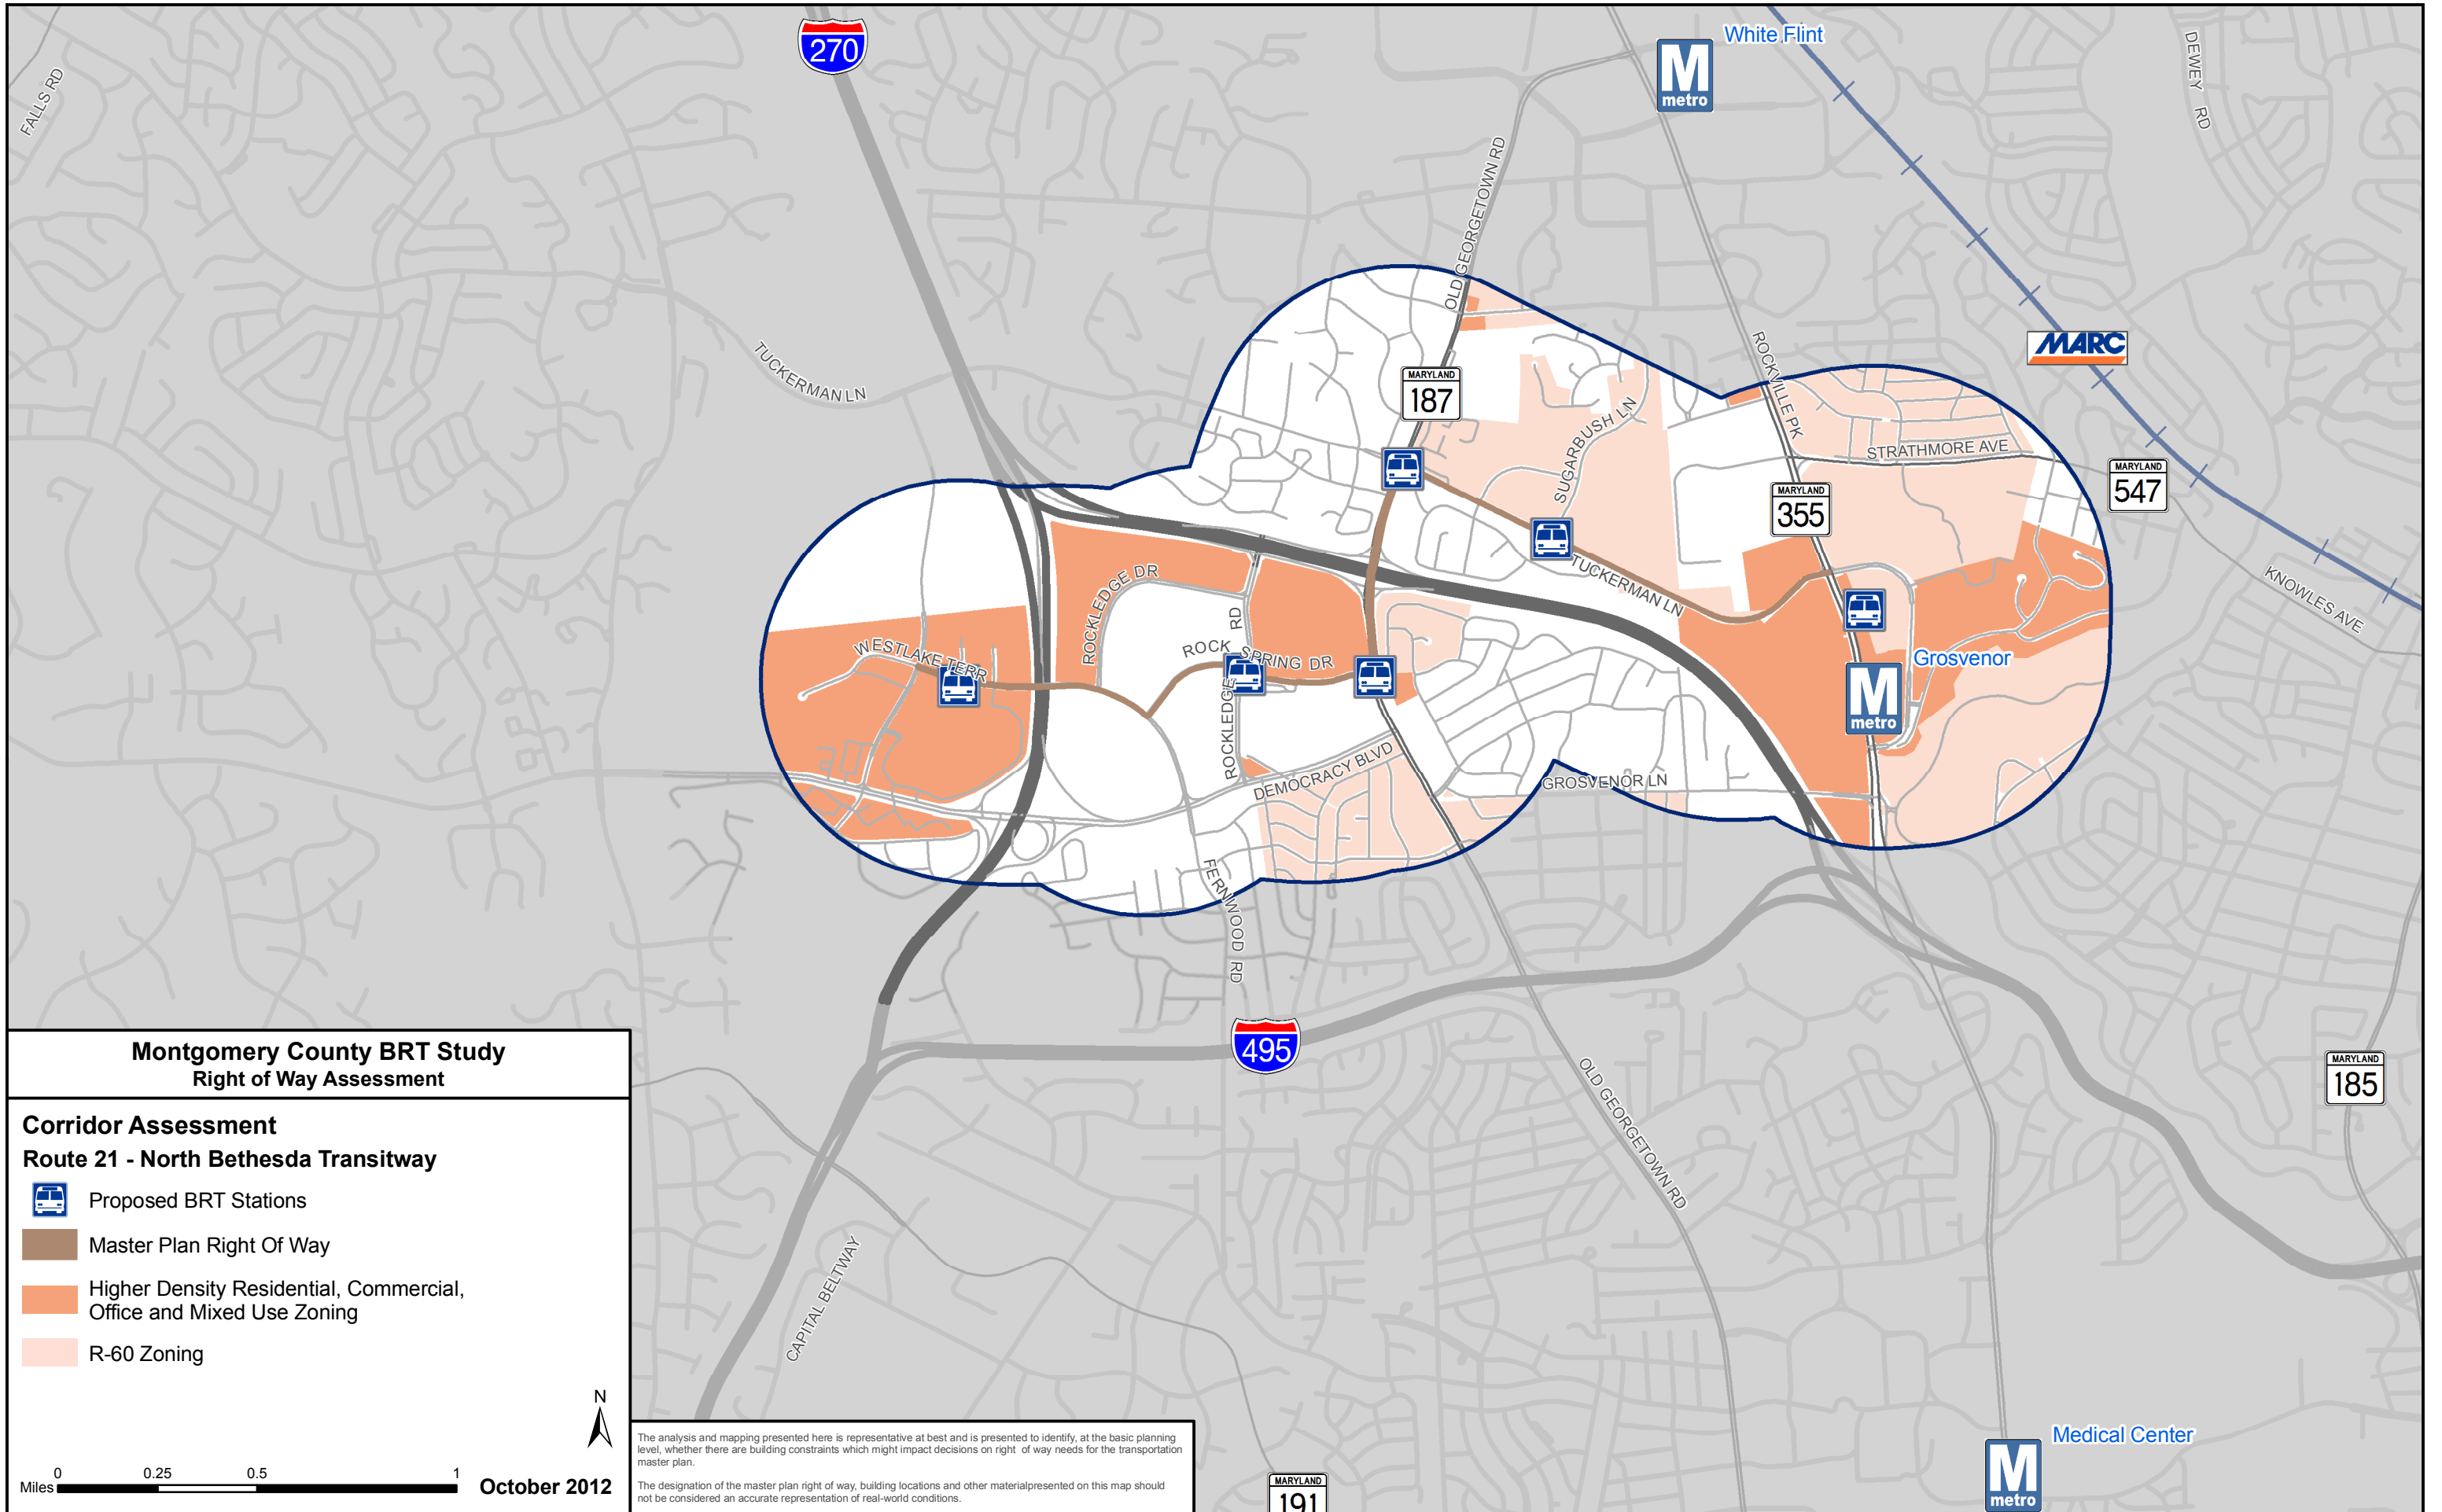 270
White Flint
M
metro
FALLS RD
DEWEY RD
OLD GEORGETOWN RD
OLD GEORGETOWN RD
TUCKERMAN LN
ROCKVILLE PK
MARC
MARYLAND
187
SUGARBUSH LN
STRATHMORE AVE
MARYLAND
547
MARYLAND
355
KNOWLES AVE
TUCKERMAN LN
ROCKLEDGE DR
RD
ROCK SPRING DR
WESTLAKE TERR
Grosvenor
M
metro
ROCKLEDGE
DEMOCRACY BLVD
GROSVENOR LN
FERNWOOD RD
495
OLD GEORGETOWN RD
MARYLAND
185
CAPITAL BELTWAY
Medical Center
M
metro
MARYLAND
191
Montgomery County BRT Study
Right of Way Assessment
Corridor Assessment
Route 21 - North Bethesda Transitway
Proposed BRT Stations
Master Plan Right Of Way
Higher Density Residential, Commercial,
Office and Mixed Use Zoning
R-60 Zoning
N
0 0.25 0.5 1
Miles
October 2012
The analysis and mapping presented here is representative at best and is presented to identify, at the basic planning
level, whether there are building constraints which might impact decisions on right of way needs for the transportation
master plan.
The designation of the master plan right of way, building locations and other materialpresented on this map should
not be considered an accurate representation of real-world conditions.